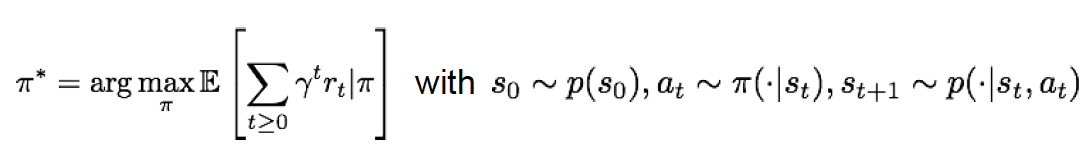 π* = arg max_π 𝔼 [∑_{t≥0} γ^t r_t|π] with s_0 ∼ p(s_0), a_t ∼ π(·|s_t), s_{t+1} ∼ p(·|s_t, a_t)